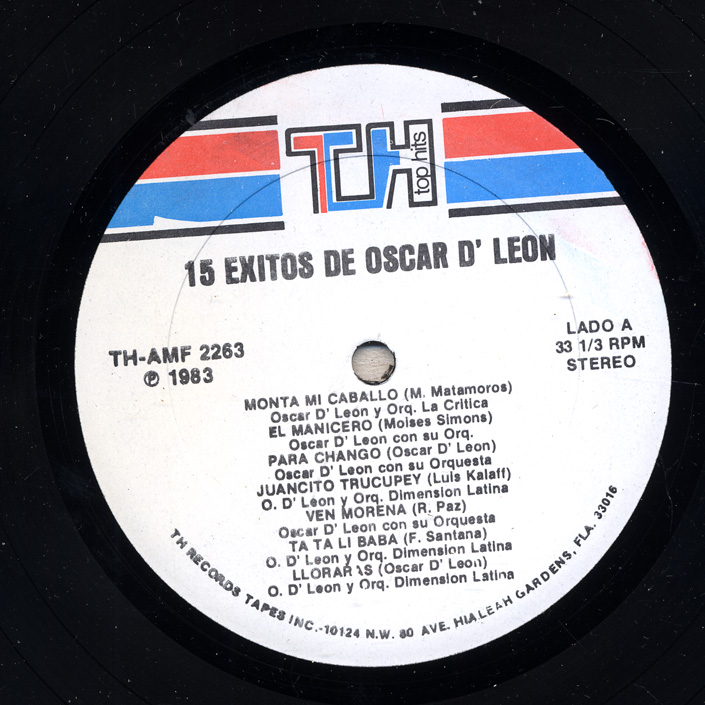 TH top hits
15 EXITOS DE OSCAR D' LEON
TH-AMF 2263
℗ 1983
LADO A
33 1/3 RPM
STEREO
MONTA MI CABALLO (M. Matamoros)
Oscar D' Leon y Orq. La Critica
EL MANICERO (Moises Simons)
Oscar D' Leon con su Orq.
PARA CHANGO (Oscar D' Leon)
Oscar D' Leon con su Orquesta
JUANCITO TRUCUPEY (Luis Kalaff)
O. D' Leon y Orq. Dimension Latina
VEN MORENA (R. Paz)
Oscar D' Leon con su Orquesta
TA TA LI BABA (F. Santana)
O. D' Leon y Orq. Dimension Latina
LLORARAS (Oscar D' Leon)
O. D' Leon y Orq. Dimension Latina
TH RECORDS TAPES INC.-10124 N.W. 80 AVE. HIALEAH GARDENS, FLA. 33016